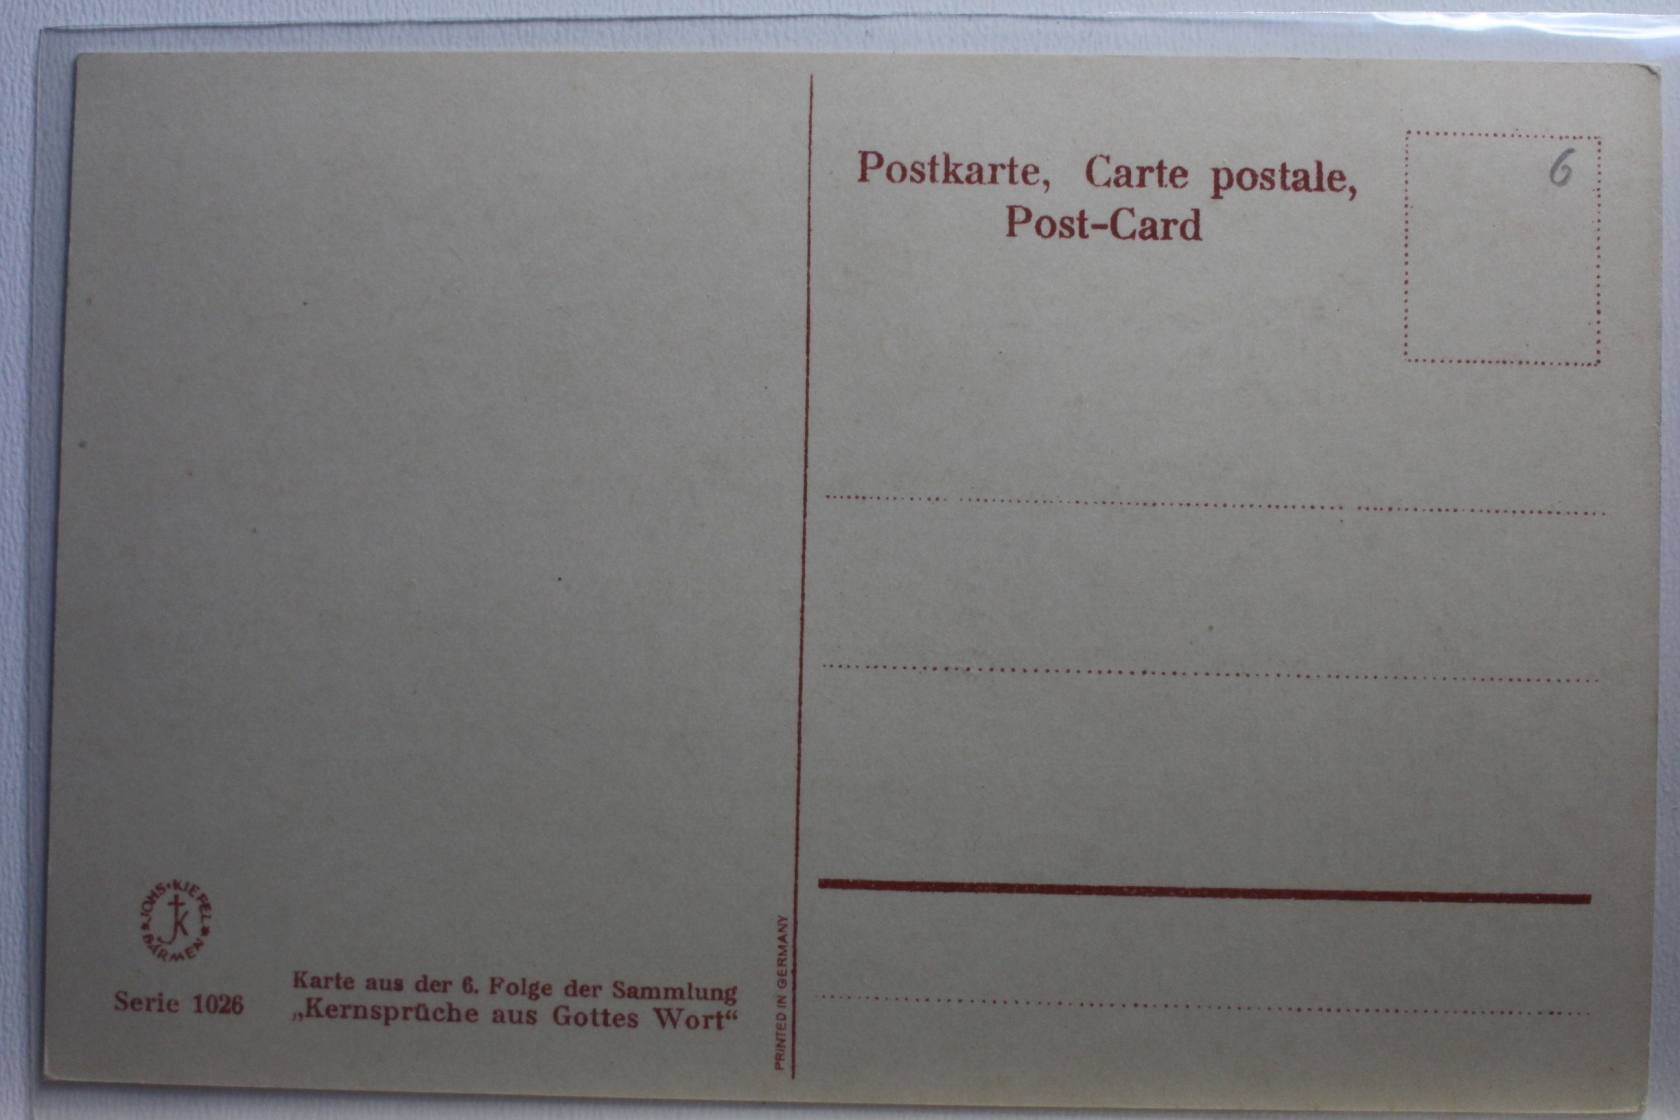 Postkarte, Carte postale,
Post-Card
6
JOHS·KIEFEL
BARMEN
JK
Serie 1026
Karte aus der 6. Folge der Sammlung
„Kernsprüche aus Gottes Wort“
PRINTED IN GERMANY